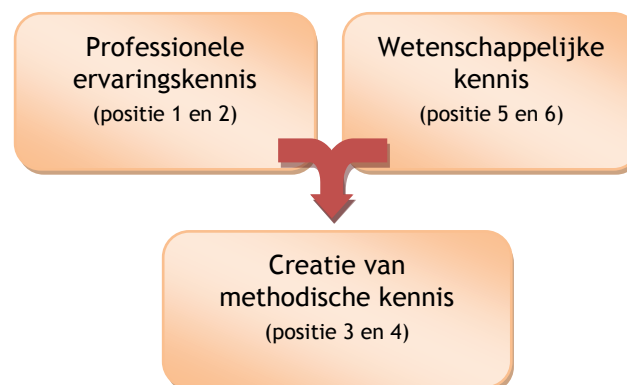 Professionele
ervaringskennis
(positie 1 en 2)
Wetenschappelijke
kennis
(positie 5 en 6)
Creatie van
methodische kennis
(positie 3 en 4)